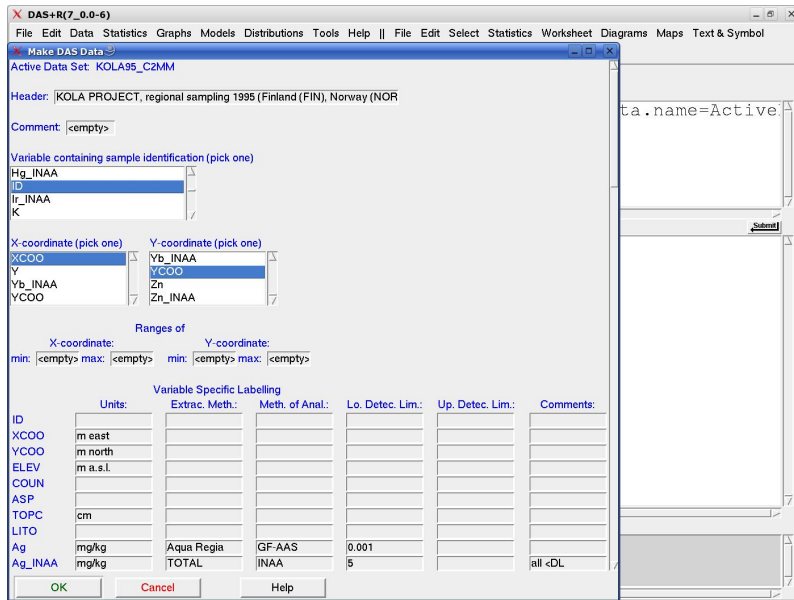 DAS+R(7_0.0-6)
File Edit Data Statistics Graphs Models Distributions Tools Help || File Edit Select Statistics Worksheet Diagrams Maps Text & Symbol
Make DAS Data
Active Data Set: KOLA95_C2MM
Header: KOLA PROJECT, regional sampling 1995 (Finland (FIN), Norway (NOR
ta.name=Active
Comment: <empty>
Variable containing sample identification (pick one)
Hg_INAA
ID
Ir_INAA
K
Submit
X-coordinate (pick one) Y-coordinate (pick one)
XCOO Yb_INAA
Y YCOO
Yb_INAA Zn
YCOO Zn_INAA
Ranges of
X-coordinate: Y-coordinate:
min: <empty> max: <empty> min: <empty> max: <empty>
Variable Specific Labelling
Units: Extrac. Meth.: Meth. of Anal.: Lo. Detec. Lim.: Up. Detec. Lim.: Comments:
ID
XCOO m east
YCOO m north
ELEV m a.s.l.
COUN
ASP
TOPC cm
LITO
Ag mg/kg Aqua Regia GF-AAS 0.001
Ag_INAA mg/kg TOTAL INAA 5 all <DL
OK Cancel Help